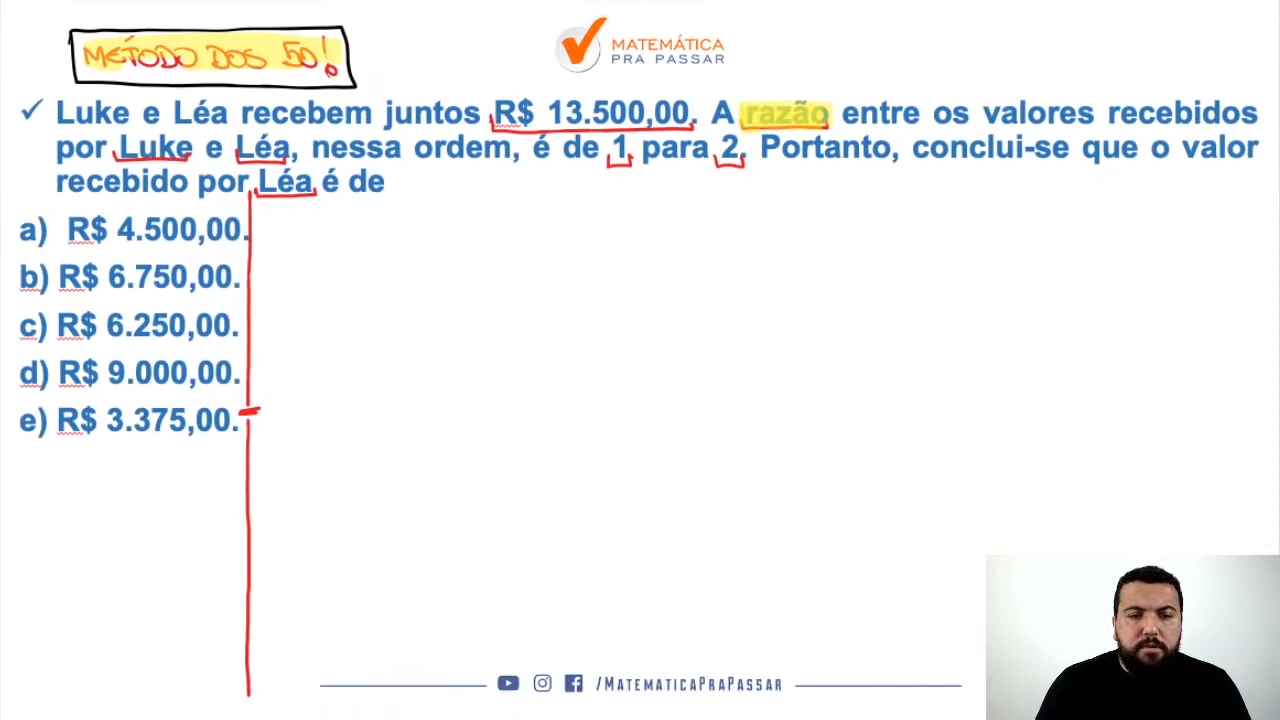 MÉTODO DOS 50!
MATEMÁTICA
PRA PASSAR
✓ Luke e Léa recebem juntos R$ 13.500,00. A razão entre os valores recebidos
por Luke e Léa, nessa ordem, é de 1 para 2. Portanto, conclui-se que o valor
recebido por Léa é de
a) R$ 4.500,00.
b) R$ 6.750,00.
c) R$ 6.250,00.
d) R$ 9.000,00.
e) R$ 3.375,00.
/MATEMATICAPRAPASSAR